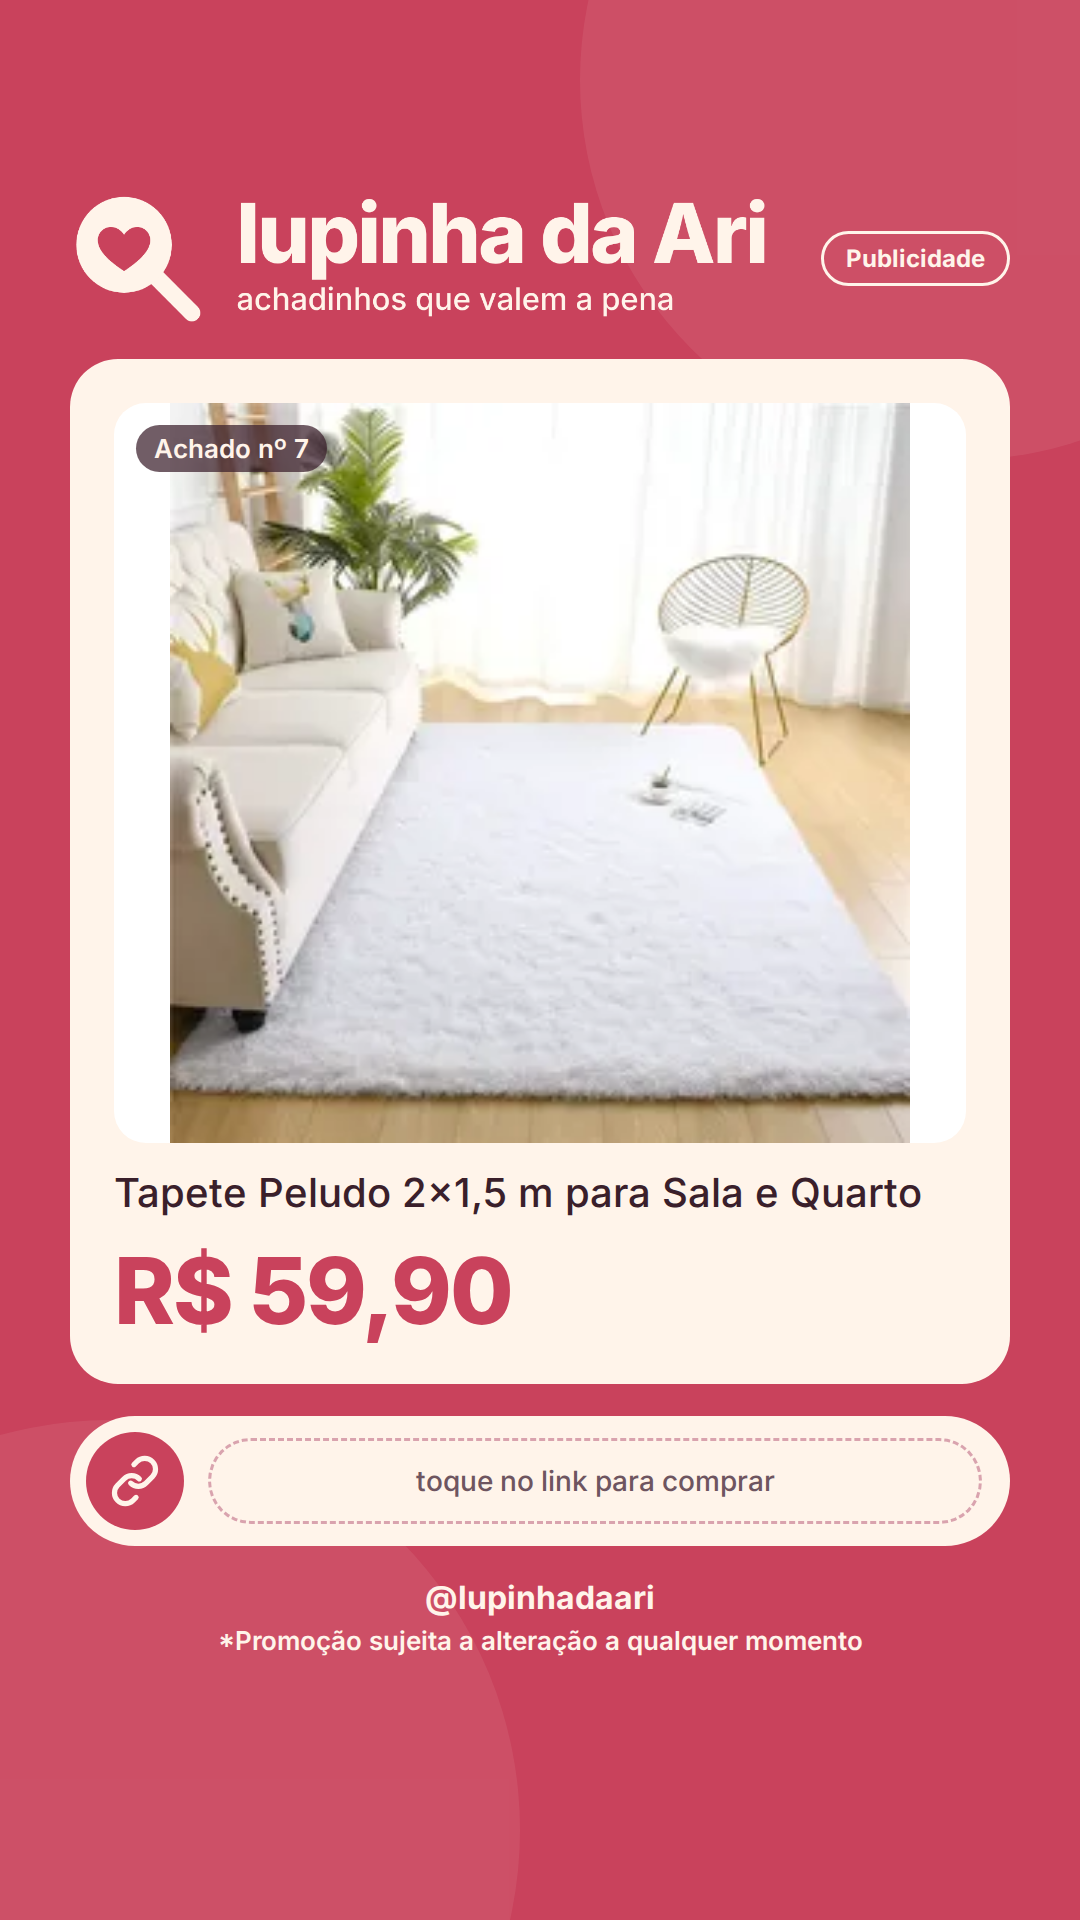 lupinha da Ari
achadinhos que valem a pena
Publicidade
Achado nº 7
Tapete Peludo 2×1,5 m para Sala e Quarto
R$ 59,90
toque no link para comprar
@lupinhadaari
*Promoção sujeita a alteração a qualquer momento